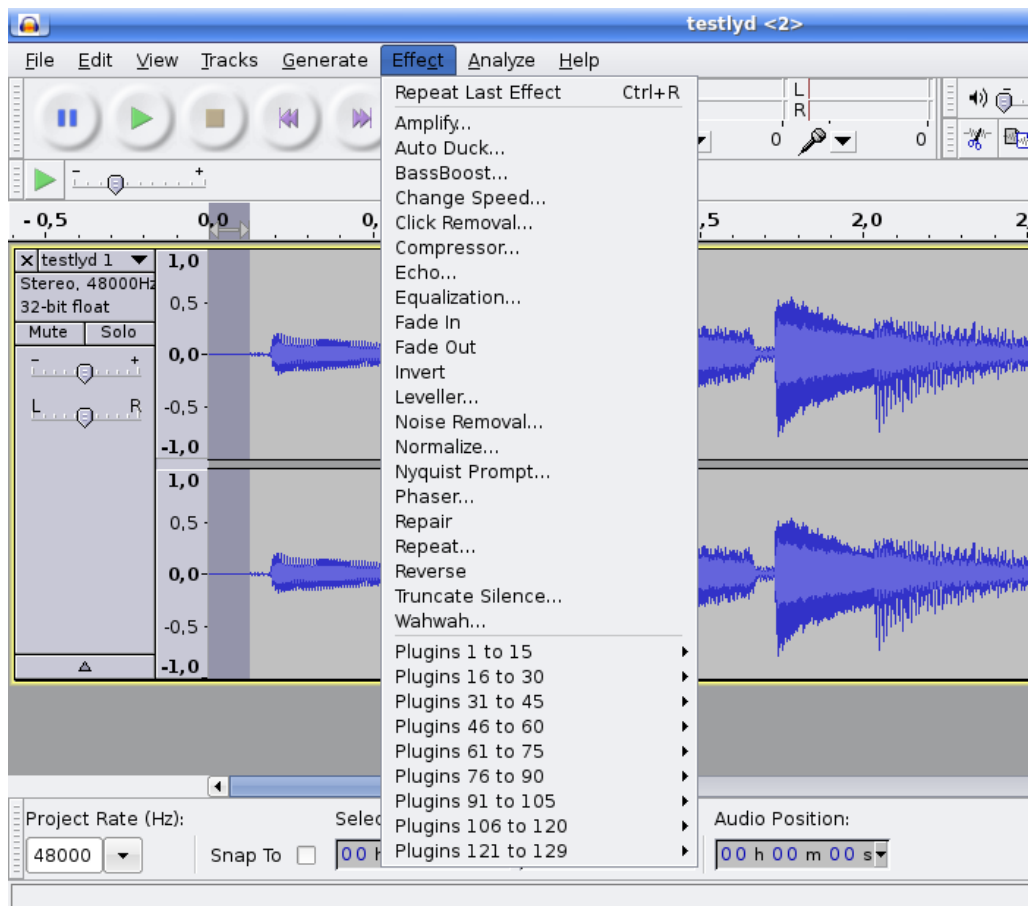 testlyd <2>
File Edit View Tracks Generate Effect Analyze Help
Repeat Last Effect Ctrl+R
Amplify...
Auto Duck...
BassBoost...
Change Speed...
Click Removal...
Compressor...
Echo...
Equalization...
Fade In
Fade Out
Invert
Leveller...
Noise Removal...
Normalize...
Nyquist Prompt...
Phaser...
Repair
Repeat...
Reverse
Truncate Silence...
Wahwah...
Plugins 1 to 15
Plugins 16 to 30
Plugins 31 to 45
Plugins 46 to 60
Plugins 61 to 75
Plugins 76 to 90
Plugins 91 to 105
Plugins 106 to 120
Plugins 121 to 129
L
R
0 0
- +
- 0,5 0,0 2,0
testlyd 1
Stereo, 48000Hz
32-bit float
Mute Solo
- +
L R
1,0
0,5
0,0
-0,5
-1,0
1,0
0,5
0,0
-0,5
-1,0
Project Rate (Hz):
48000
Snap To
00
Audio Position:
00 h 00 m 00 s